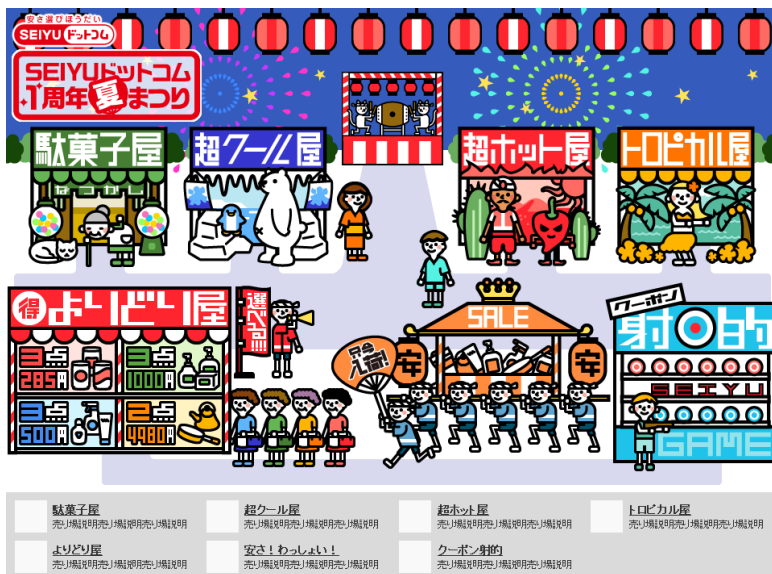 安さ選びほうだい
SEIYUドットコム
SEIYUドットコム
1周年夏まつり
駄菓子屋
なつかし
超クール屋
超ホット屋
トロピカル屋
得よりどり屋
3点
285円
3点
1000円
3点
500円
2点
4980円
選べる!!
SALE
只今
入荷!
安
安
クーポン
射的
SEIYU
GAME
駄菓子屋
売り場説明売り場説明売り場説明
超クール屋
売り場説明売り場説明売り場説明
超ホット屋
売り場説明売り場説明売り場説明
トロピカル屋
売り場説明売り場説明売り場説明
よりどり屋
売り場説明売り場説明売り場説明
安さ！わっしょい！
売り場説明売り場説明売り場説明
クーポン射的
売り場説明売り場説明売り場説明